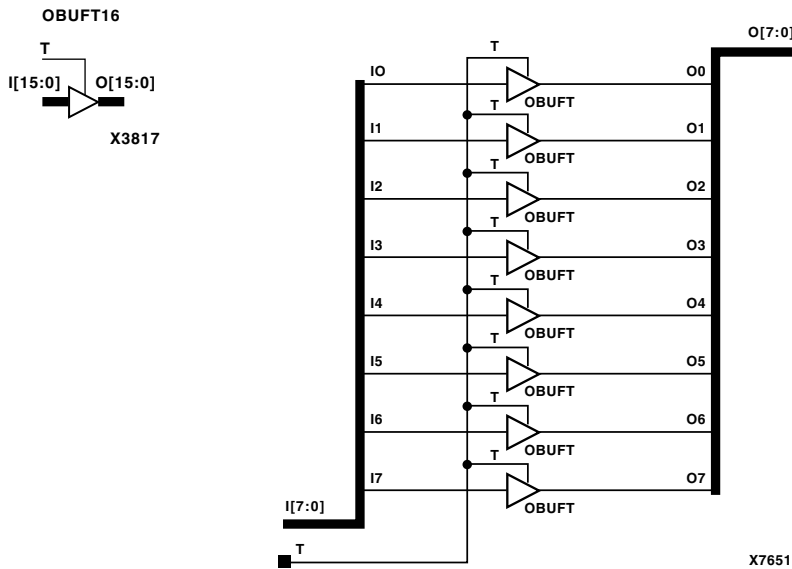 OBUFT16
T
I[15:0] O[15:0]
X3817
O[7:0]
T
IO O0
OBUFT
T
I1 O1
OBUFT
T
I2 O2
OBUFT
T
I3 O3
OBUFT
T
I4 O4
OBUFT
T
I5 O5
OBUFT
T
I6 O6
OBUFT
T
I7 O7
OBUFT
I[7:0]
T
X7651